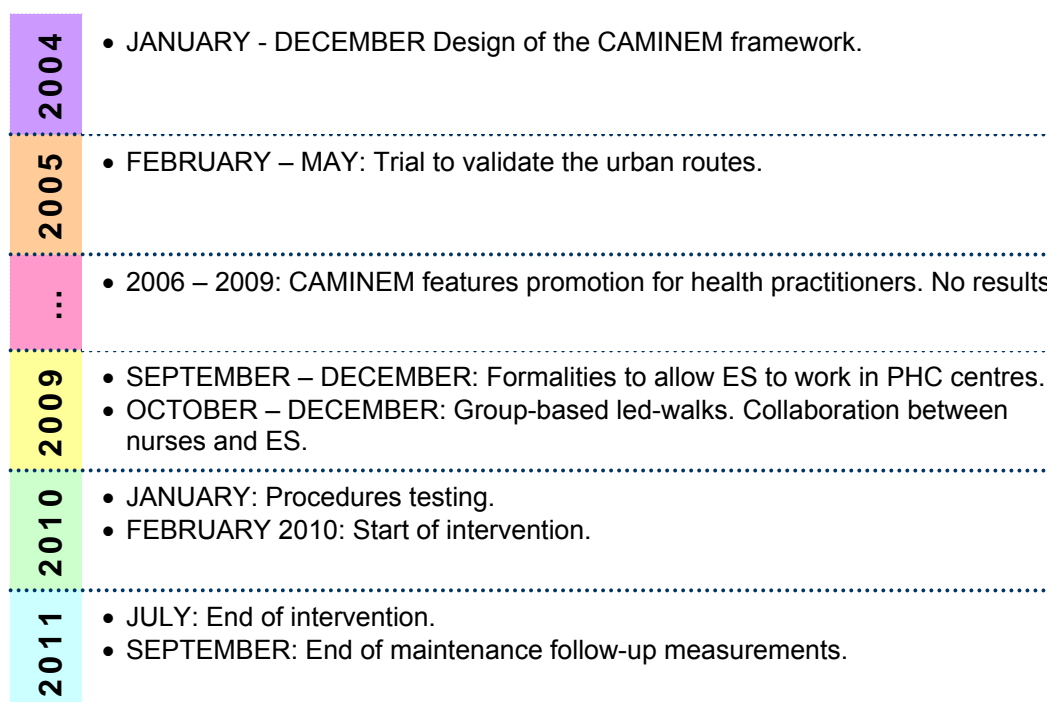 2004
• JANUARY - DECEMBER Design of the CAMINEM framework.
2005
• FEBRUARY – MAY: Trial to validate the urban routes.
...
• 2006 – 2009: CAMINEM features promotion for health practitioners. No results
2009
• SEPTEMBER – DECEMBER: Formalities to allow ES to work in PHC centres.
• OCTOBER – DECEMBER: Group-based led-walks. Collaboration between
nurses and ES.
2010
• JANUARY: Procedures testing.
• FEBRUARY 2010: Start of intervention.
2011
• JULY: End of intervention.
• SEPTEMBER: End of maintenance follow-up measurements.